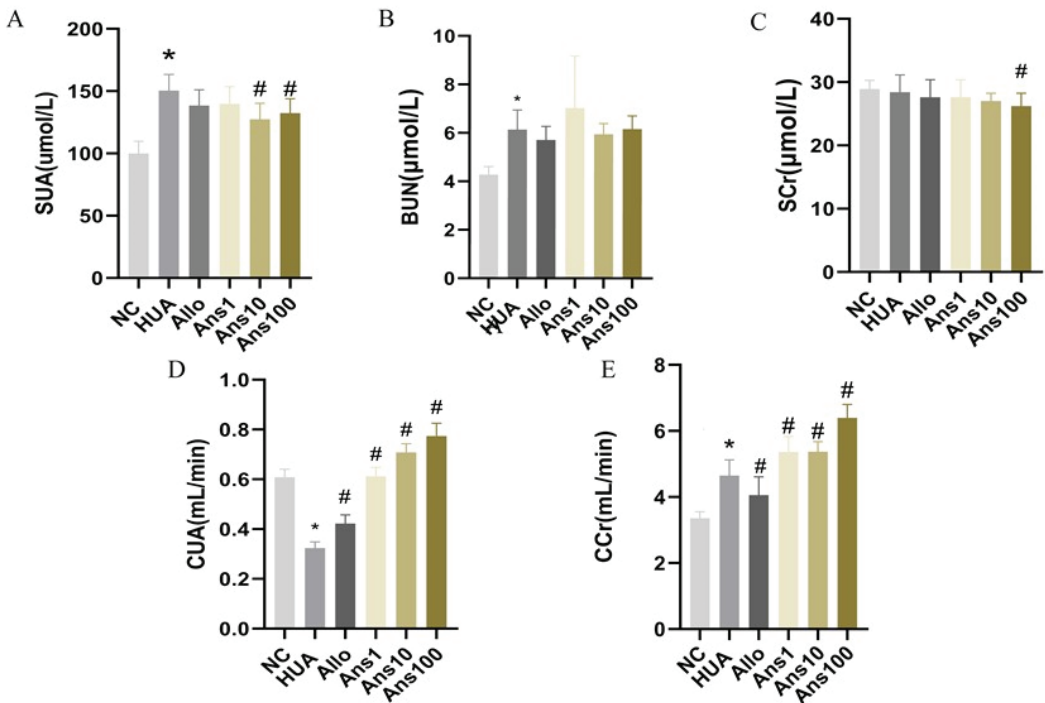 A
SUA(umol/L)
200
150
100
50
0
*
#
#
NC
HUA
Allo
Ans1
Ans10
Ans100
B
BUN(μmol/L)
10
8
6
4
2
0
*
NC
HUA
Allo
Ans1
Ans10
Ans100
C
SCr(μmol/L)
40
30
20
10
0
#
NC
HUA
Allo
Ans1
Ans10
Ans100
D
CUA(mL/min)
1.0
0.8
0.6
0.4
0.2
0.0
*
#
#
#
#
NC
HUA
Allo
Ans1
Ans10
Ans100
E
CCr(mL/min)
8
6
4
2
0
*
#
#
#
#
NC
HUA
Allo
Ans1
Ans10
Ans100